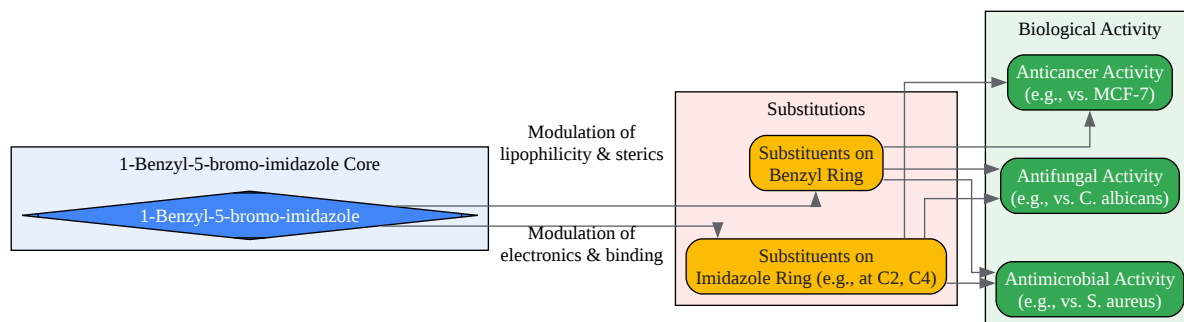 1-Benzyl-5-bromo-imidazole Core
1-Benzyl-5-bromo-imidazole
Modulation of
lipophilicity & sterics
Modulation of
electronics & binding
Substitutions
Substituents on
Benzyl Ring
Substituents on
Imidazole Ring (e.g., at C2, C4)
Biological Activity
Anticancer Activity
(e.g., vs. MCF-7)
Antifungal Activity
(e.g., vs. C. albicans)
Antimicrobial Activity
(e.g., vs. S. aureus)